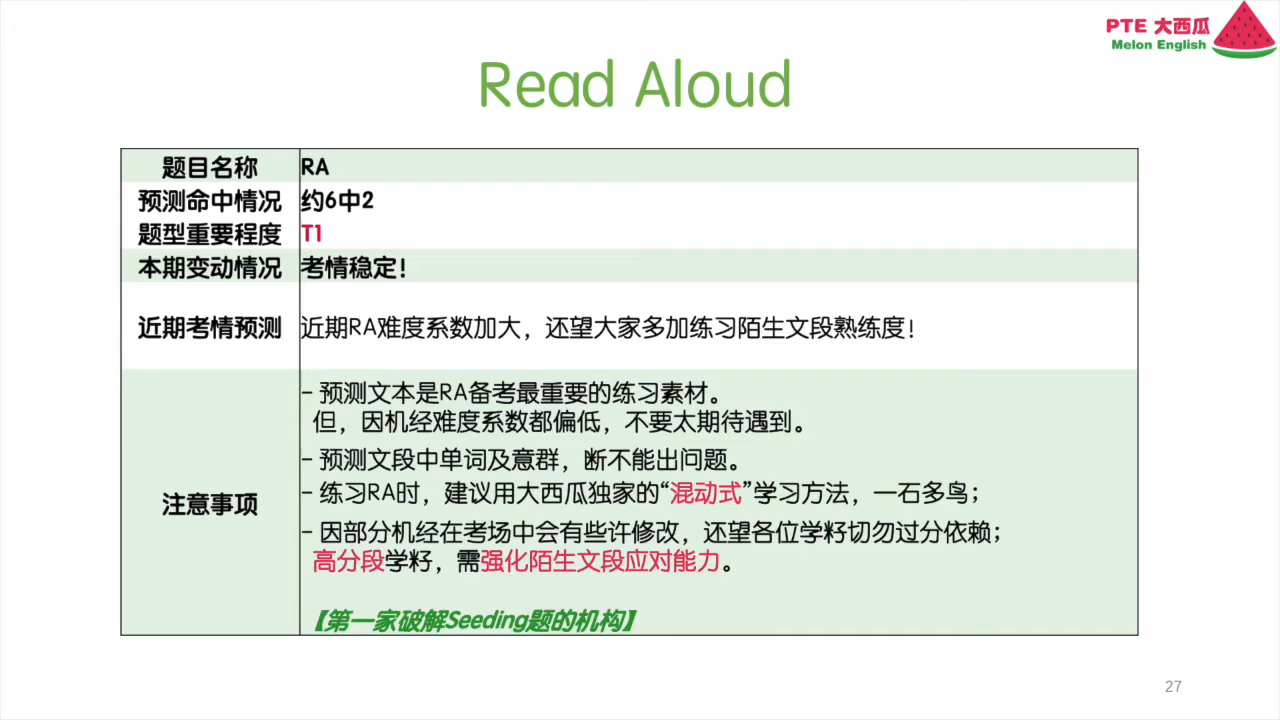 PTE 大西瓜
Melon English
Read Aloud
题目名称 RA
预测命中情况 约6中2
题型重要程度 T1
本期变动情况 考情稳定!
近期考情预测 近期RA难度系数加大，还望大家多加练习陌生文段熟练度!
注意事项
- 预测文本是RA备考最重要的练习素材。
但，因机经难度系数都偏低，不要太期待遇到。
- 预测文段中单词及意群，断不能出问题。
- 练习RA时，建议用大西瓜独家的“混动式”学习方法，一石多鸟；
- 因部分机经在考场中会有些许修改，还望各位学籽切勿过分依赖；
高分段学籽，需强化陌生文段应对能力。
【第一家破解Seeding题的机构】
27